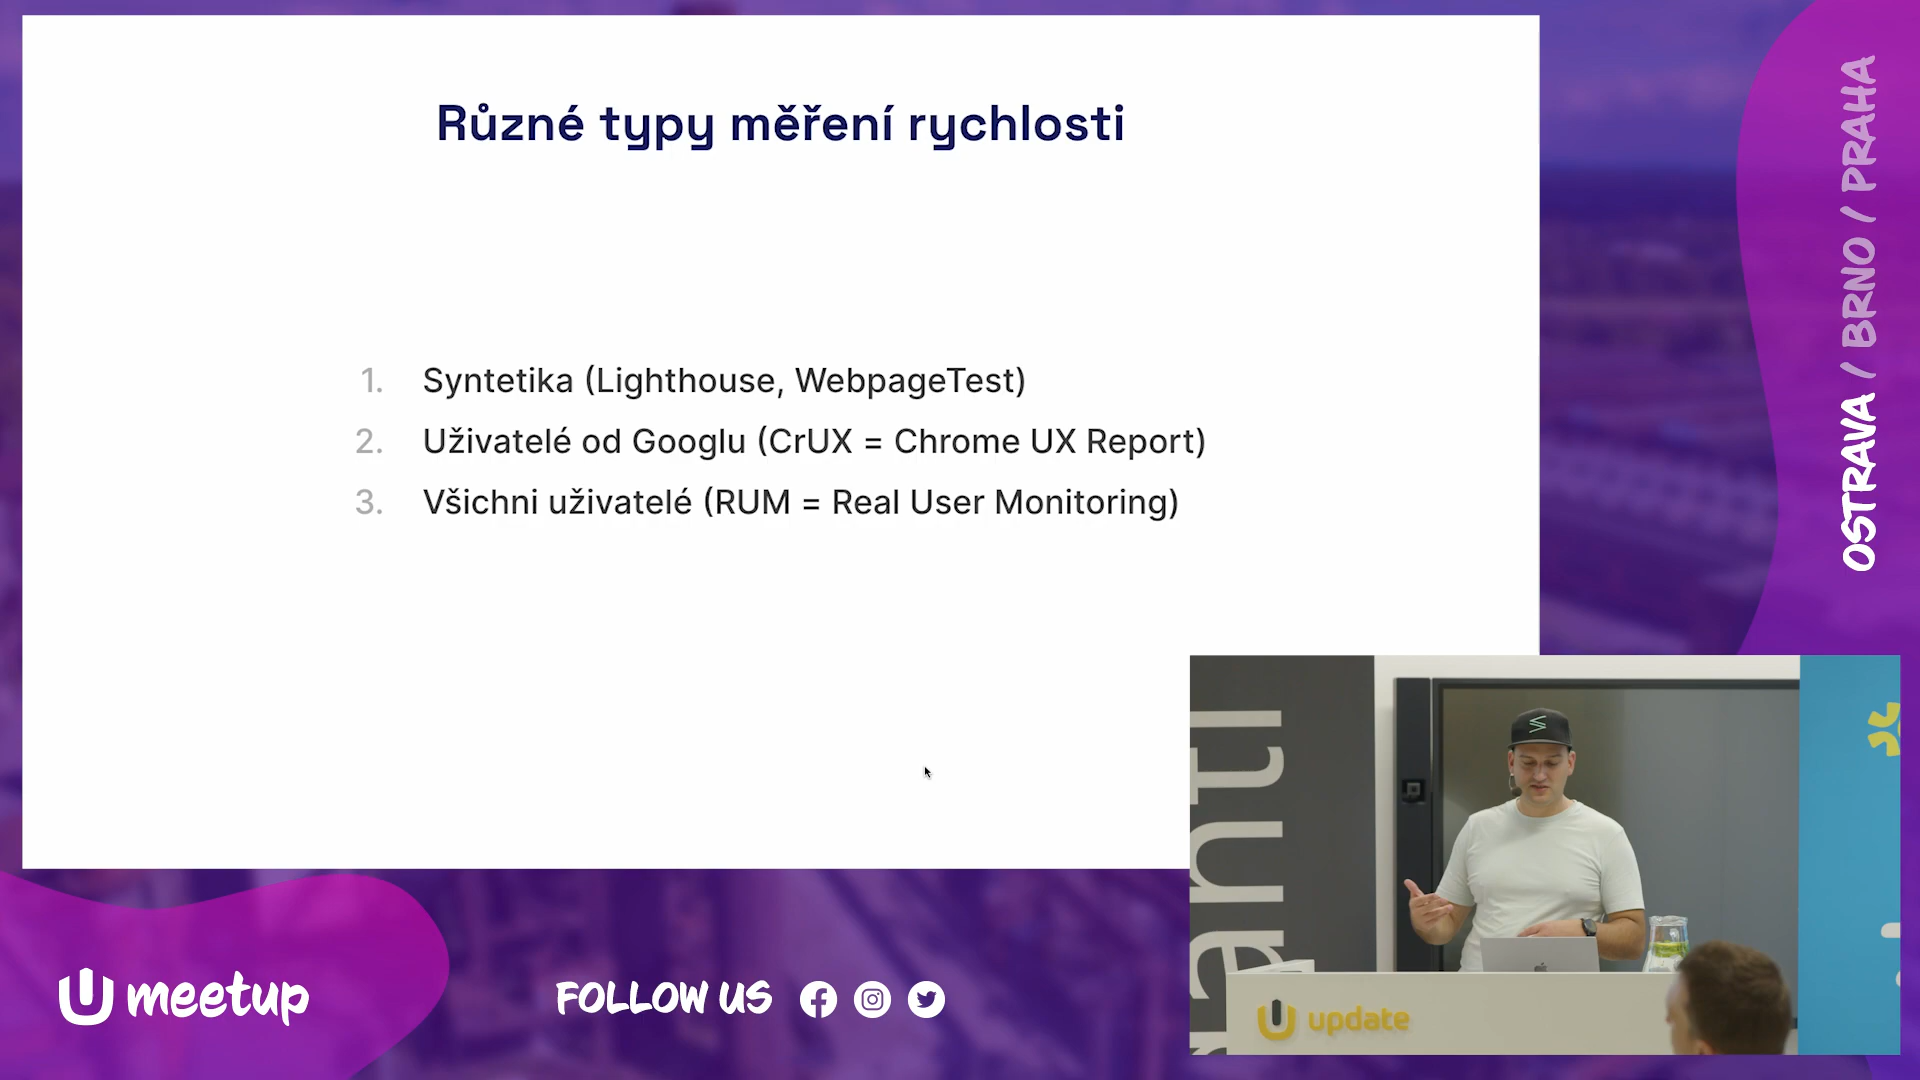 Různé typy měření rychlosti
1. Syntetika (Lighthouse, WebpageTest)
2. Uživatelé od Googlu (CrUX = Chrome UX Report)
3. Všichni uživatelé (RUM = Real User Monitoring)
OSTRAVA / BRNO / PRAHA
meetup
FOLLOW US
update